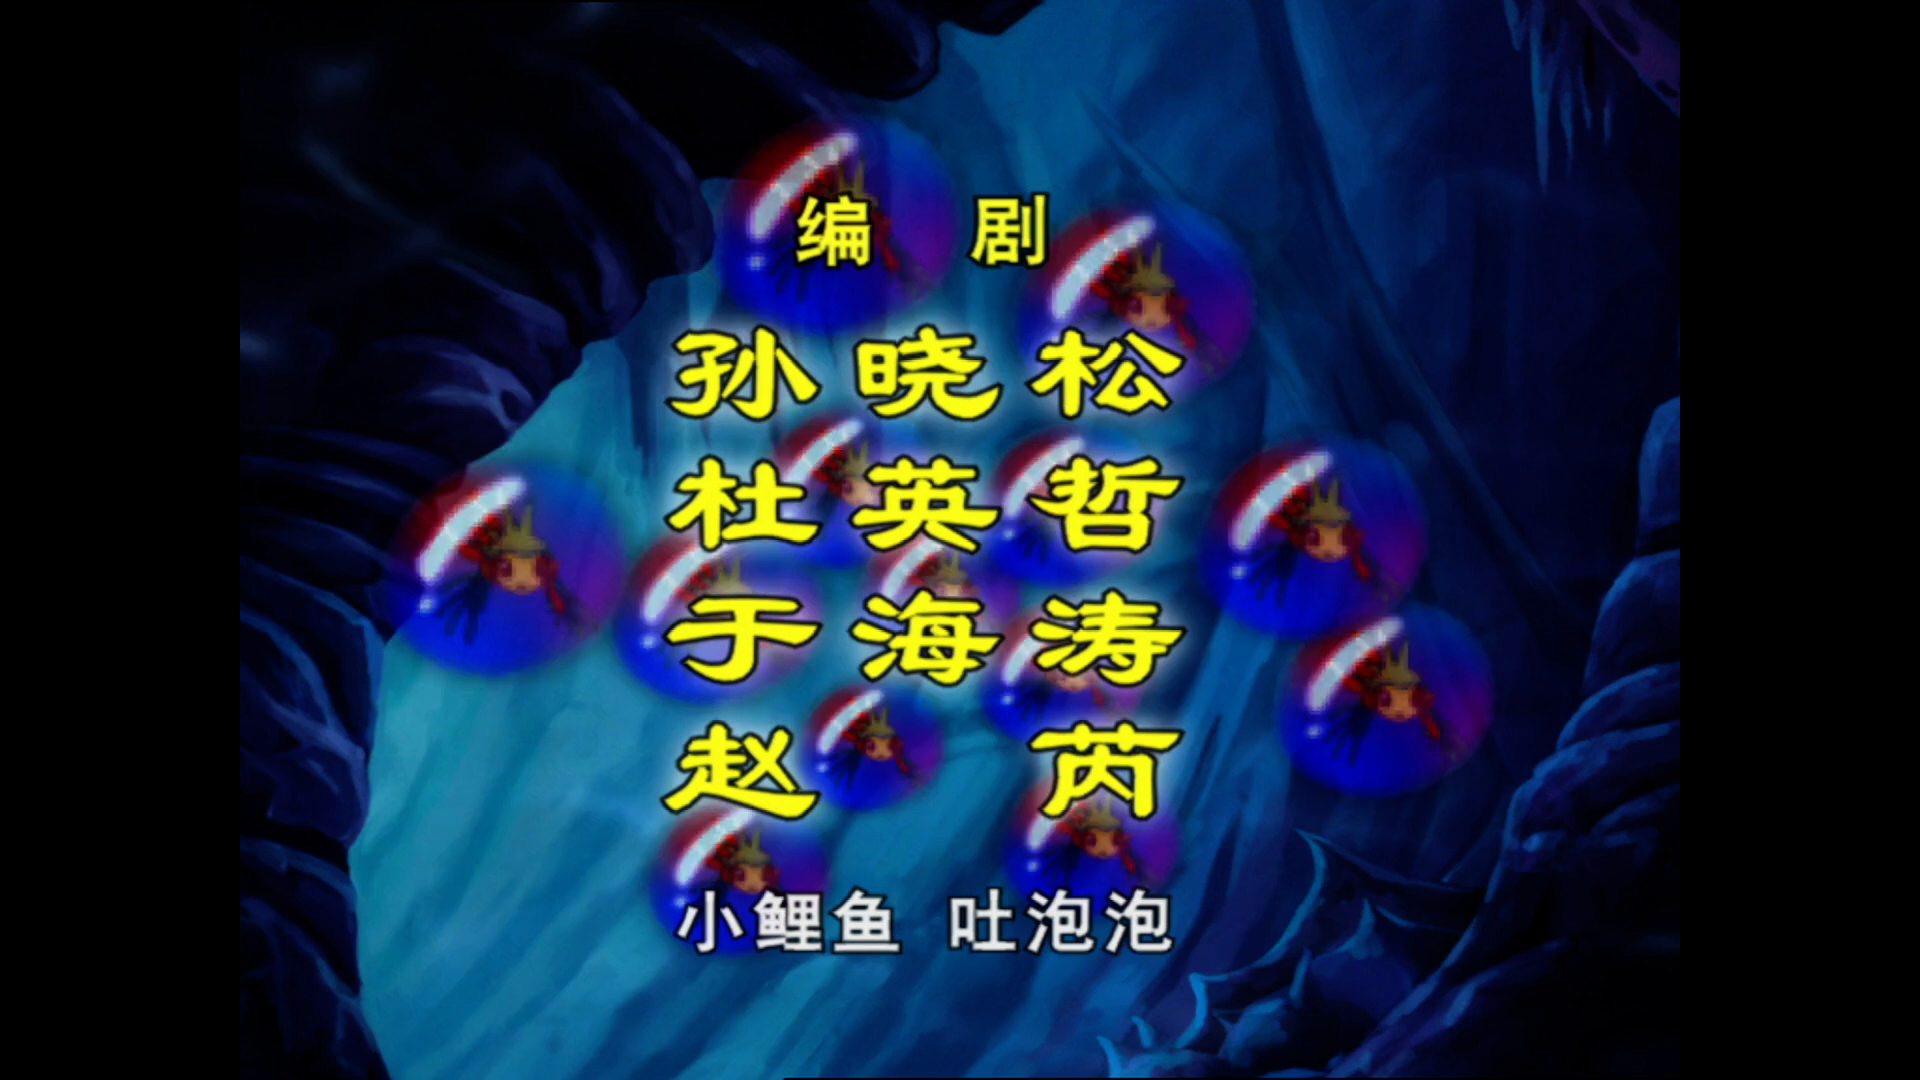 编 剧
孙晓松
杜英哲
于海涛
赵 芮
小鲤鱼 吐泡泡